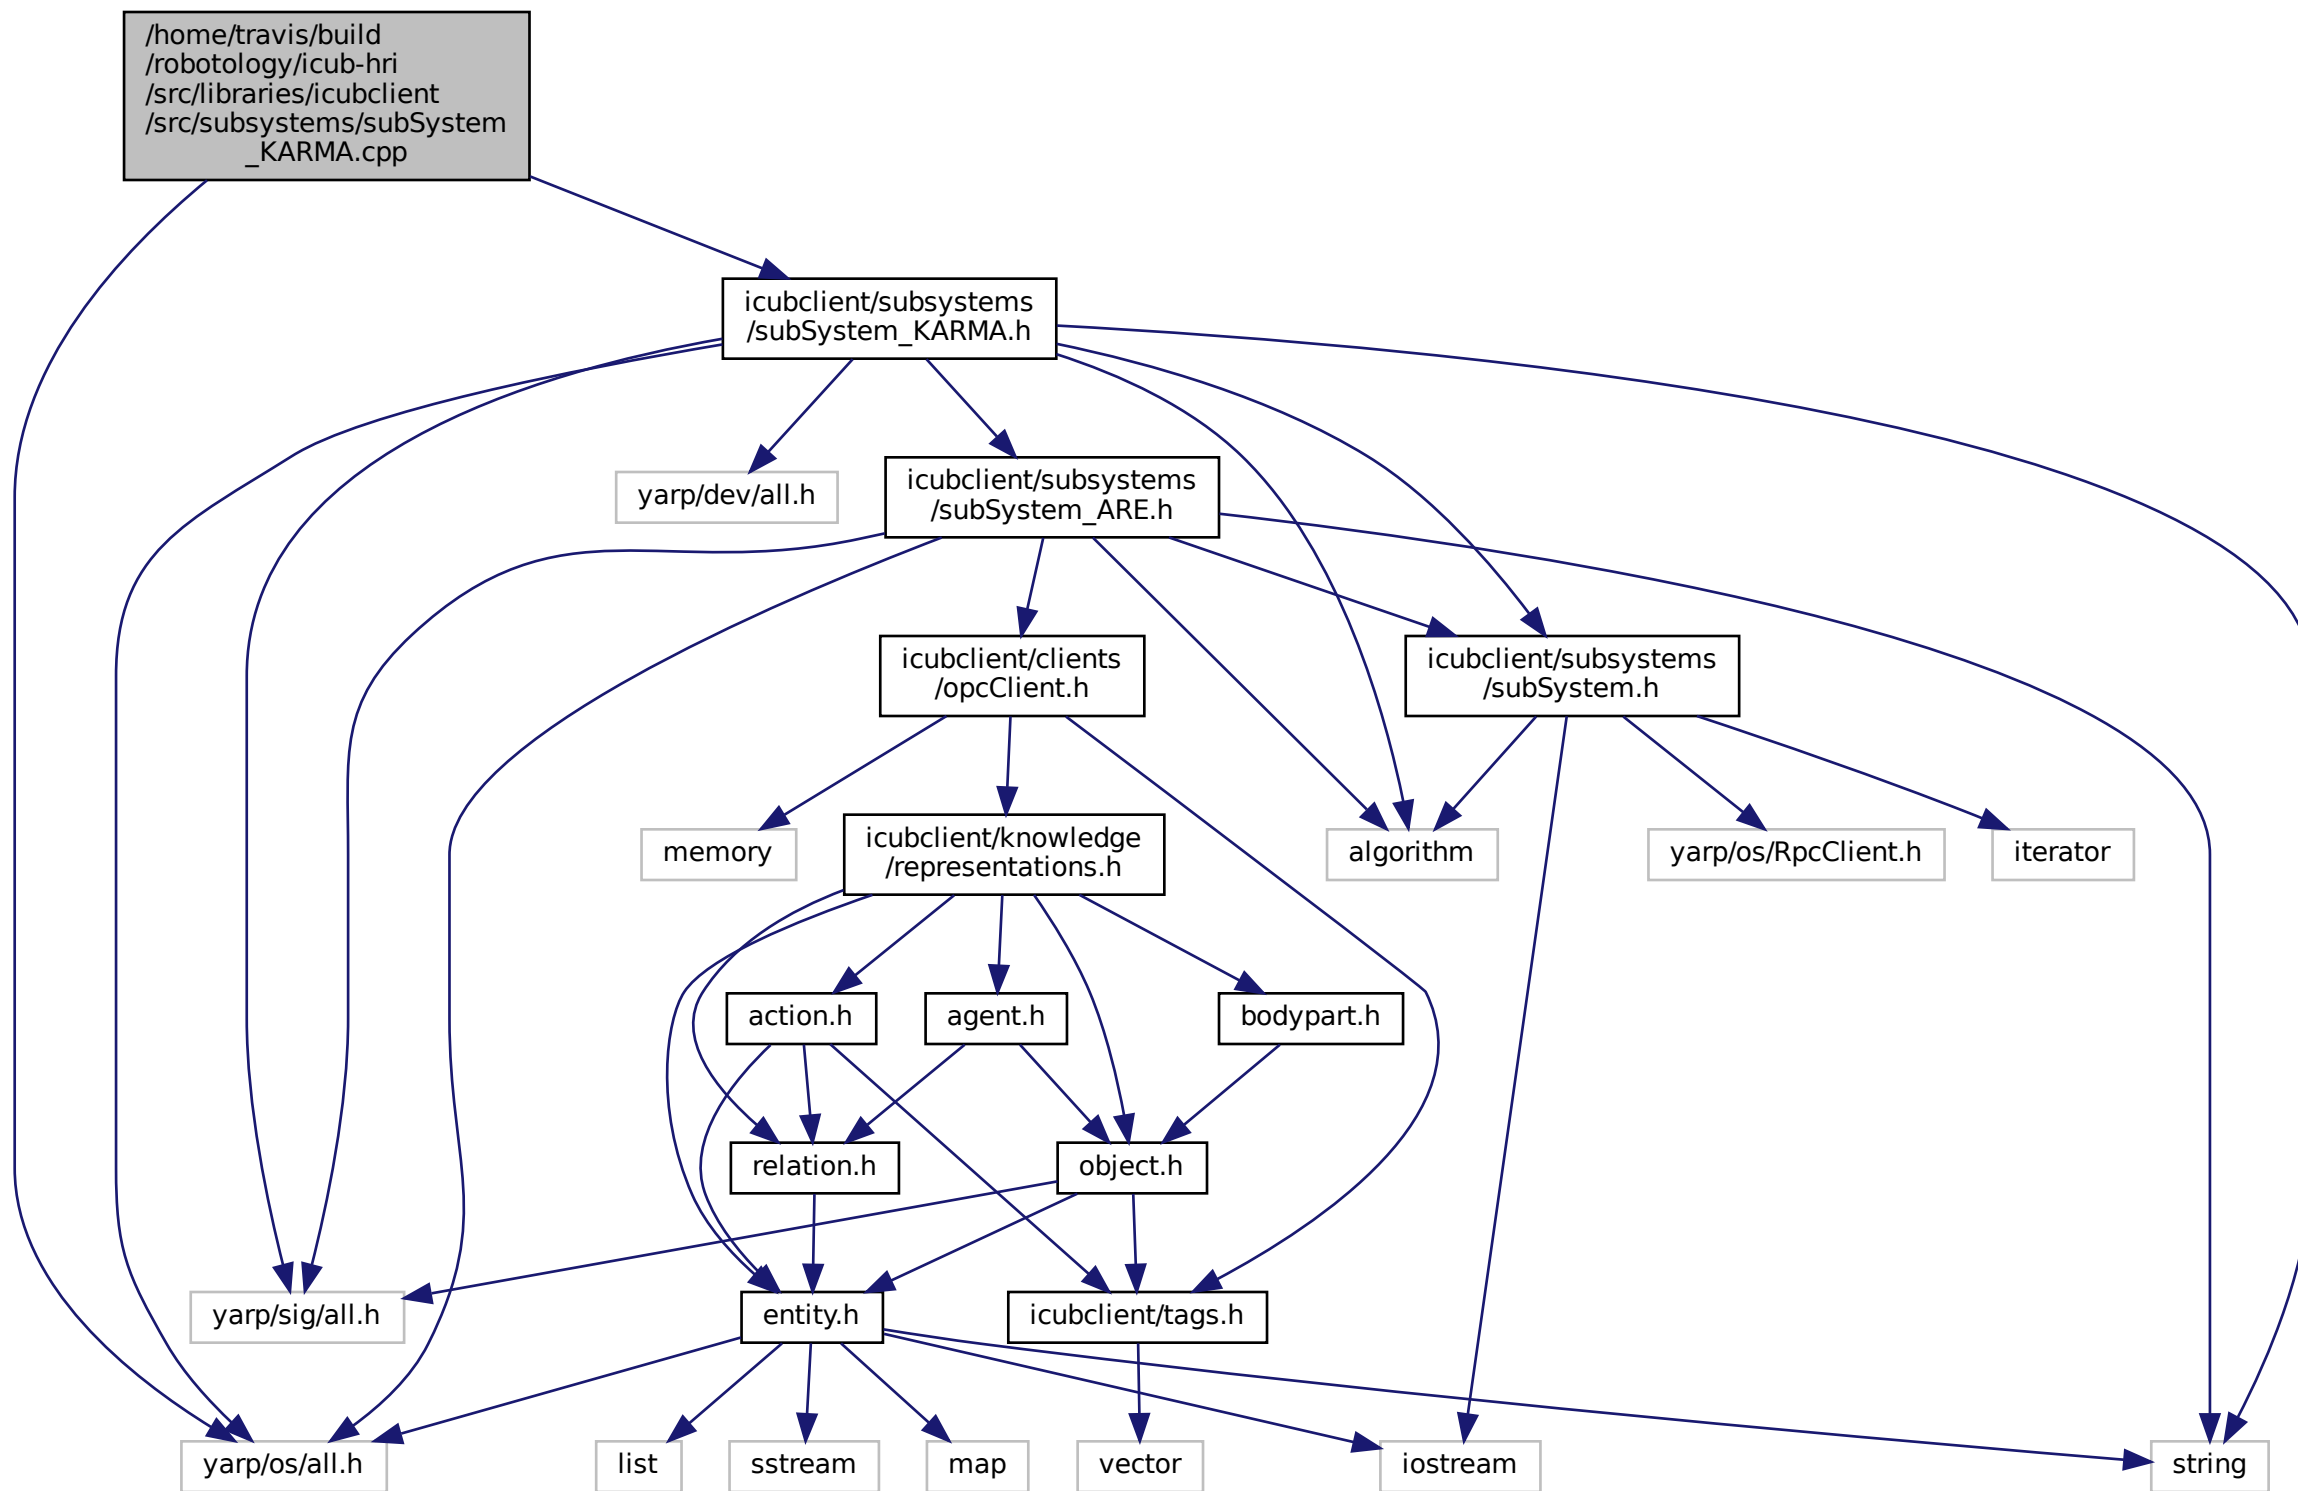 /home/travis/build
/robotology/icub-hri
/src/libraries/icubclient
/src/subsystems/subSystem
_KARMA.cpp
icubclient/subsystems
/subSystem_KARMA.h
yarp/dev/all.h
icubclient/subsystems
/subSystem_ARE.h
icubclient/clients
/opcClient.h
icubclient/subsystems
/subSystem.h
memory
icubclient/knowledge
/representations.h
algorithm
yarp/os/RpcClient.h
iterator
action.h
agent.h
bodypart.h
relation.h
object.h
yarp/sig/all.h
entity.h
icubclient/tags.h
yarp/os/all.h
list
sstream
map
vector
iostream
string